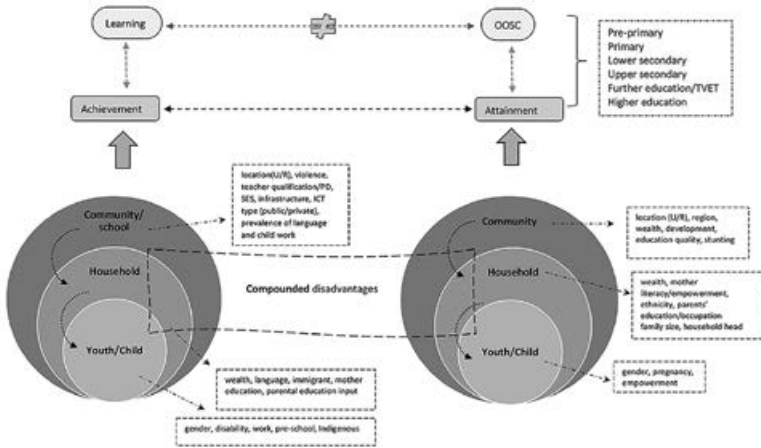 Learning
OOSC
Pre-primary
Primary
Lower secondary
Upper secondary
Further education/TVET
Higher education
Achievement
Attainment
Community/
school
Household
Youth/Child
location(U/R), violence,
teacher qualification/PD,
SES, infrastructure, ICT
type (public/private),
prevalence of language
and child work
Compounded disadvantages
wealth, language, immigrant, mother
education, parental education input
gender, disability, work, pre-school, Indigenous
Community
Household
Youth/Child
location (U/R), region,
wealth, development,
education quality, stunting
wealth, mother
literacy/empowerment,
ethnicity, parents'
education/occupation
family size, household head
gender, pregnancy,
empowerment